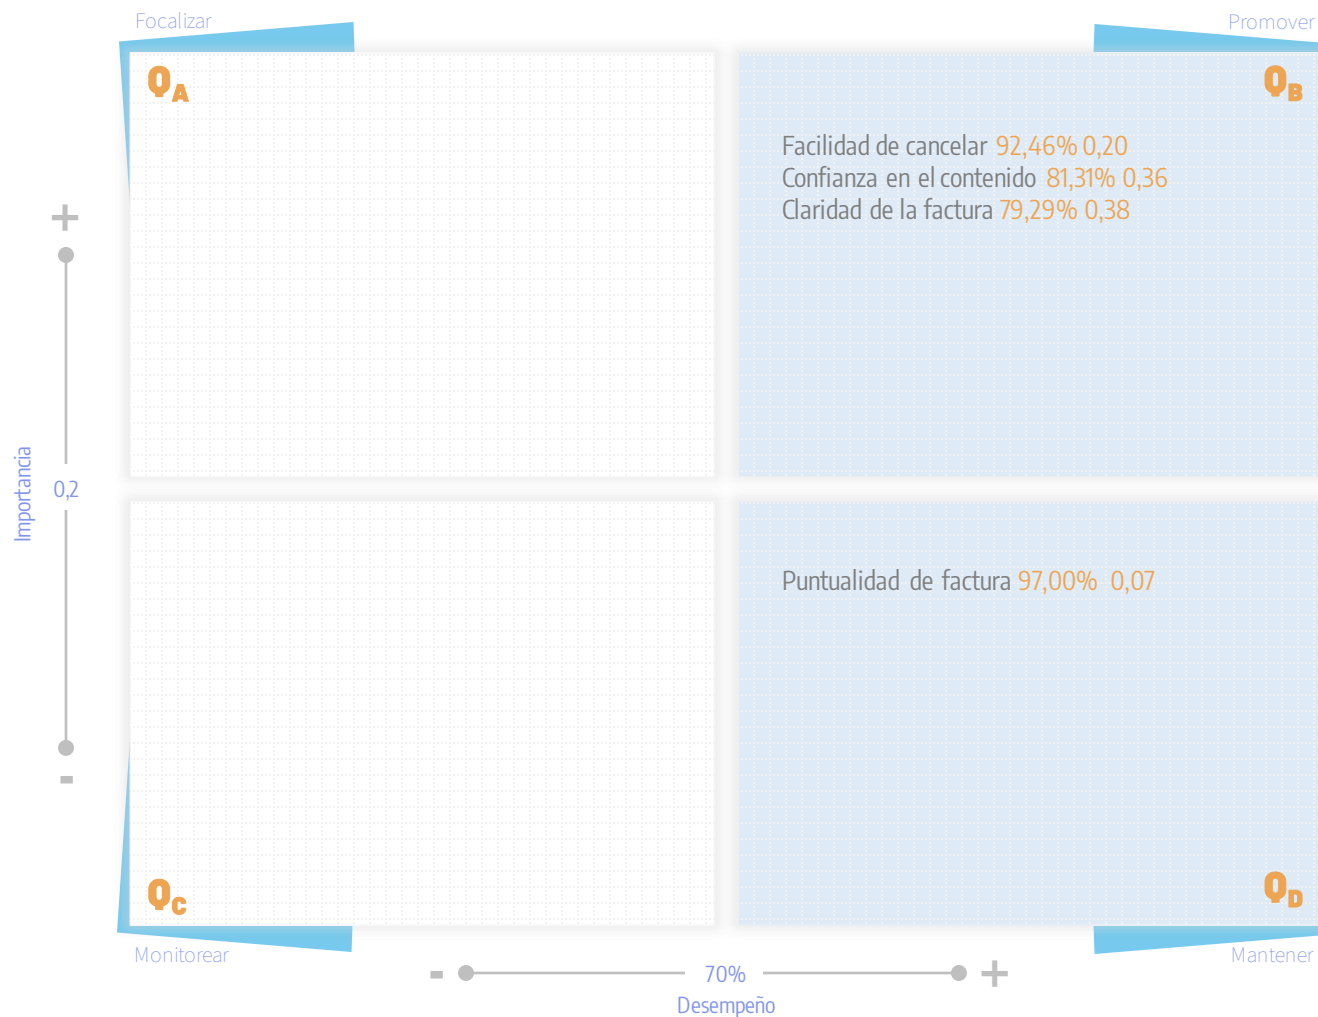 Focalizar
Promover
QA
QB
Facilidad de cancelar 92,46% 0,20
Confianza en el contenido 81,31% 0,36
Claridad de la factura 79,29% 0,38
+
Importancia
0,2
Puntualidad de factura 97,00% 0,07
-
QC
QD
Monitorear
Mantener
- 70% +
Desempeño